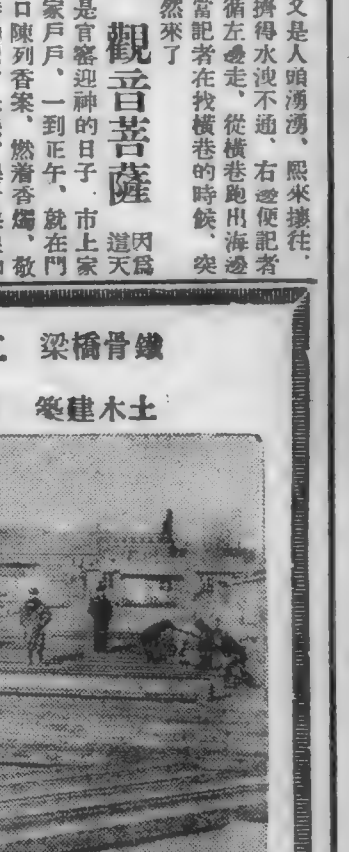 又是人頭湧湧、熙來攘往、
擠得水洩不通、右邊便記者
循左邊走、從橫巷跑出海邊
當記者在找橫巷的時候、突
然來了
觀音菩薩
因爲
這天
是官窰迎神的日子、市上家
家戶戶、一到正午、就在門
口陳列香案、燃着香燭、敬
鐵骨橋梁
土木建築